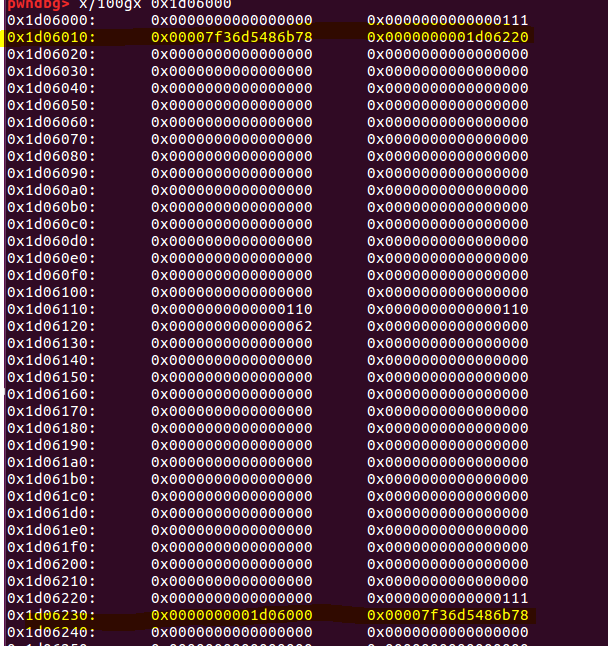 pwndbg> x/100gx 0x1d06000
0x1d06000: 0x0000000000000000 0x0000000000000111
0x1d06010: 0x00007f36d5486b78 0x0000000001d06220
0x1d06020: 0x0000000000000000 0x0000000000000000
0x1d06030: 0x0000000000000000 0x0000000000000000
0x1d06040: 0x0000000000000000 0x0000000000000000
0x1d06050: 0x0000000000000000 0x0000000000000000
0x1d06060: 0x0000000000000000 0x0000000000000000
0x1d06070: 0x0000000000000000 0x0000000000000000
0x1d06080: 0x0000000000000000 0x0000000000000000
0x1d06090: 0x0000000000000000 0x0000000000000000
0x1d060a0: 0x0000000000000000 0x0000000000000000
0x1d060b0: 0x0000000000000000 0x0000000000000000
0x1d060c0: 0x0000000000000000 0x0000000000000000
0x1d060d0: 0x0000000000000000 0x0000000000000000
0x1d060e0: 0x0000000000000000 0x0000000000000000
0x1d060f0: 0x0000000000000000 0x0000000000000000
0x1d06100: 0x0000000000000000 0x0000000000000000
0x1d06110: 0x0000000000000110 0x0000000000000110
0x1d06120: 0x0000000000000062 0x0000000000000000
0x1d06130: 0x0000000000000000 0x0000000000000000
0x1d06140: 0x0000000000000000 0x0000000000000000
0x1d06150: 0x0000000000000000 0x0000000000000000
0x1d06160: 0x0000000000000000 0x0000000000000000
0x1d06170: 0x0000000000000000 0x0000000000000000
0x1d06180: 0x0000000000000000 0x0000000000000000
0x1d06190: 0x0000000000000000 0x0000000000000000
0x1d061a0: 0x0000000000000000 0x0000000000000000
0x1d061b0: 0x0000000000000000 0x0000000000000000
0x1d061c0: 0x0000000000000000 0x0000000000000000
0x1d061d0: 0x0000000000000000 0x0000000000000000
0x1d061e0: 0x0000000000000000 0x0000000000000000
0x1d061f0: 0x0000000000000000 0x0000000000000000
0x1d06200: 0x0000000000000000 0x0000000000000000
0x1d06210: 0x0000000000000000 0x0000000000000000
0x1d06220: 0x0000000000000000 0x0000000000000111
0x1d06230: 0x0000000001d06000 0x00007f36d5486b78
0x1d06240: 0x0000000000000000 0x0000000000000000